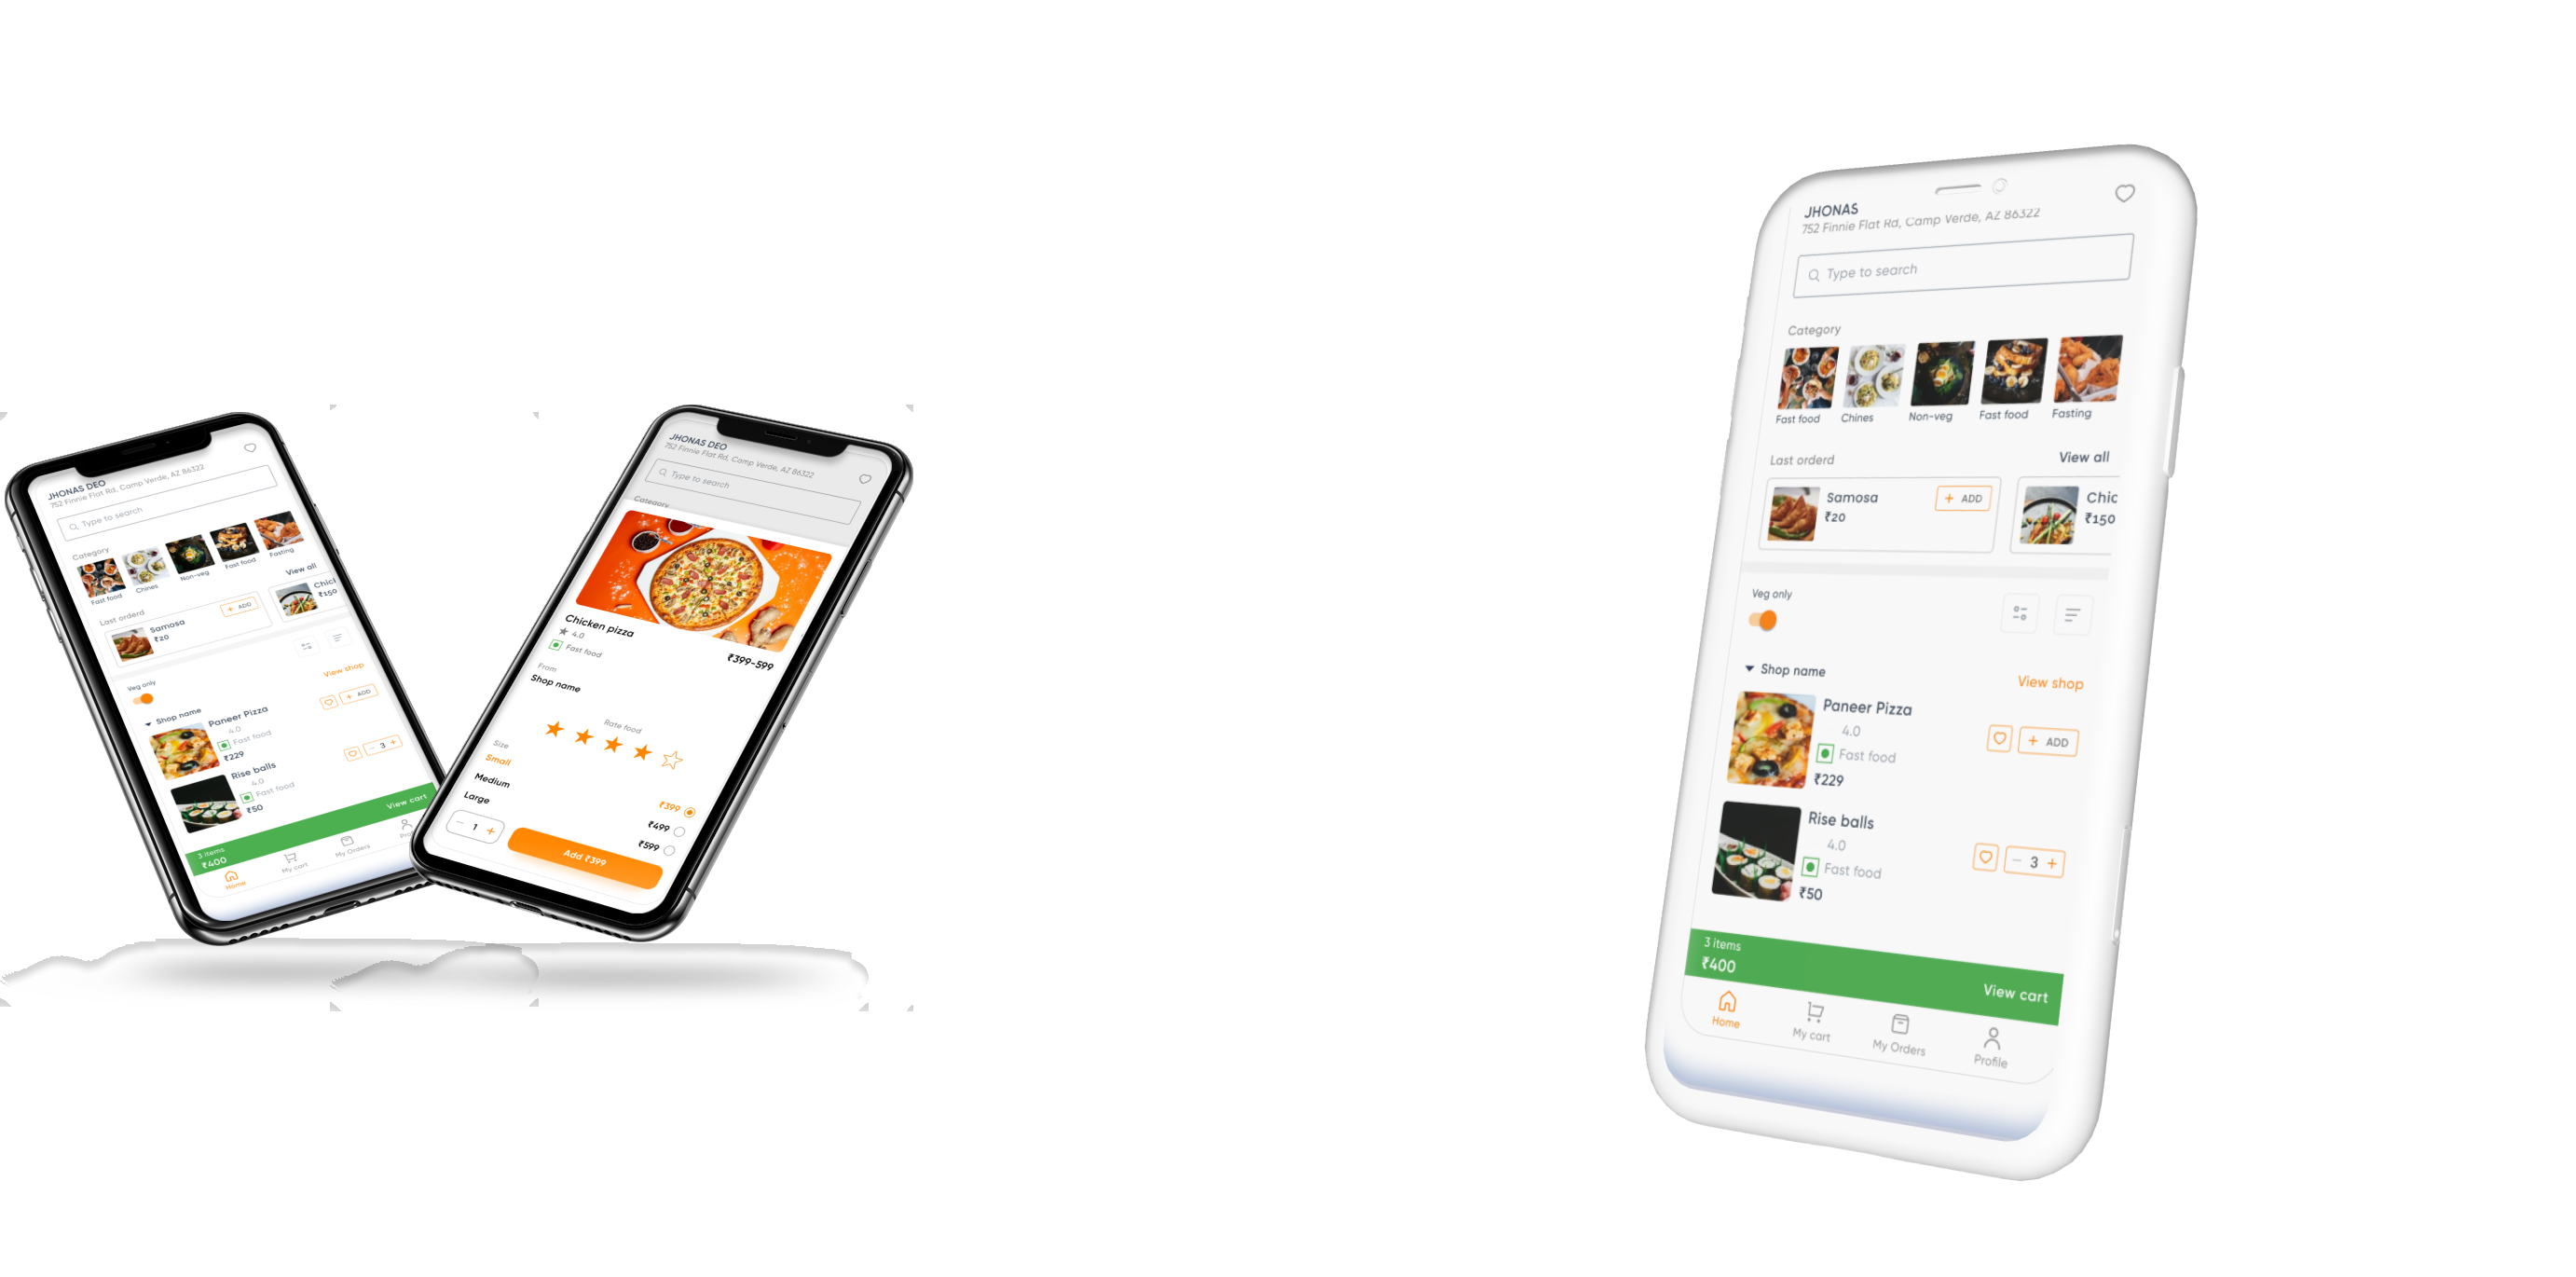 JHONAS DEO
752 Finnie Flat Rd, Camp Verde, AZ 86322
Type to search
Category
Fast food
Chines
Non-veg
Fast food
Fasting
Last orderd
View all
Samosa
₹20
+ ADD
Chici
₹150
Veg only
Shop name
View shop
Paneer Pizza
4.0
Fast food
₹229
+ ADD
Rise balls
4.0
Fast food
₹50
− 3 +
3 items
₹400
View cart
Home
My cart
My Orders
JHONAS DEO
752 Finnie Flat Rd, Camp Verde, AZ 86322
Type to search
Category
Chicken pizza
4.0
Fast food
₹399-599
From
Shop name
Rate food
Size
Small
₹399
Medium
₹499
Large
₹599
− 1 +
Add ₹399
JHONAS
752 Finnie Flat Rd, Camp Verde, AZ 86322
Type to search
Category
Fast food
Chines
Non-veg
Fast food
Fasting
Last orderd
View all
Samosa
₹20
+ ADD
Chic
₹150
Veg only
Shop name
View shop
Paneer Pizza
4.0
Fast food
₹229
+ ADD
Rise balls
4.0
Fast food
₹50
− 3 +
3 items
₹400
View cart
Home
My cart
My Orders
Profile